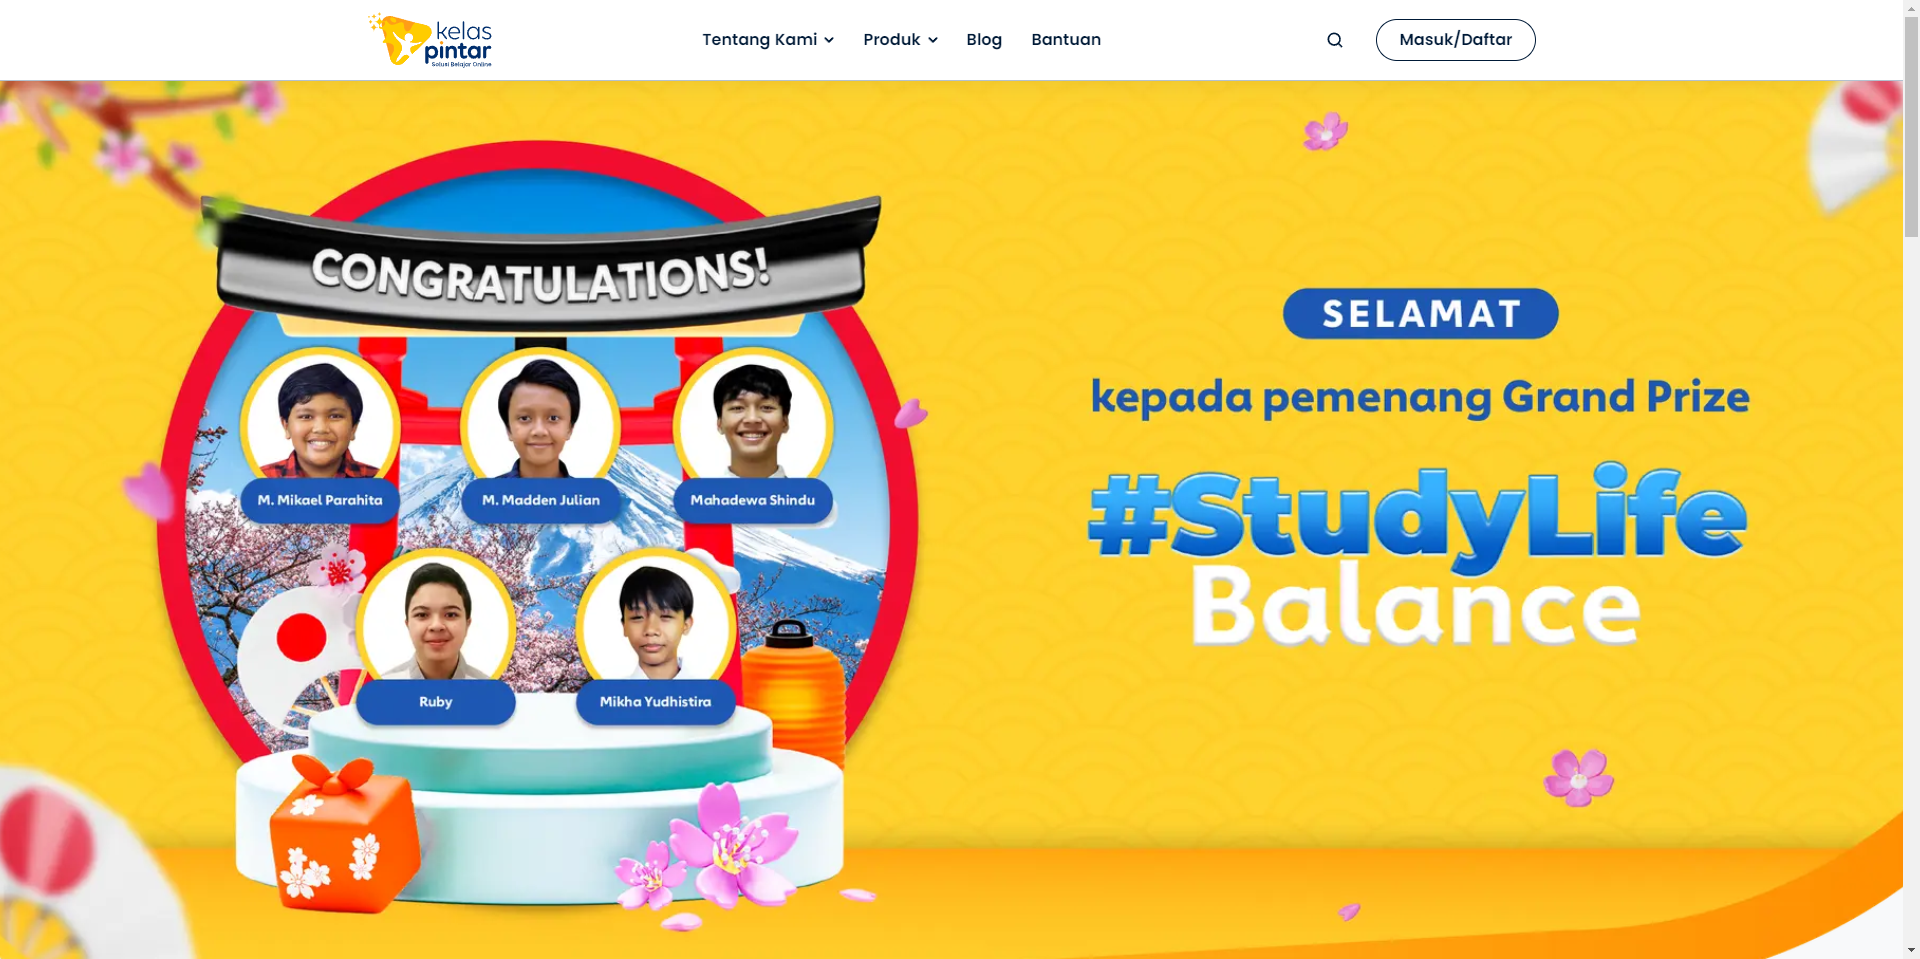 kelas
pintar
Solusi Belajar Online
Tentang Kami
Produk
Blog
Bantuan
Masuk/Daftar
CONGRATULATIONS!
M. Mikael Parahita
M. Madden Julian
Mahadewa Shindu
Ruby
Mikha Yudhistira
SELAMAT
kepada pemenang Grand Prize
#StudyLife
Balance